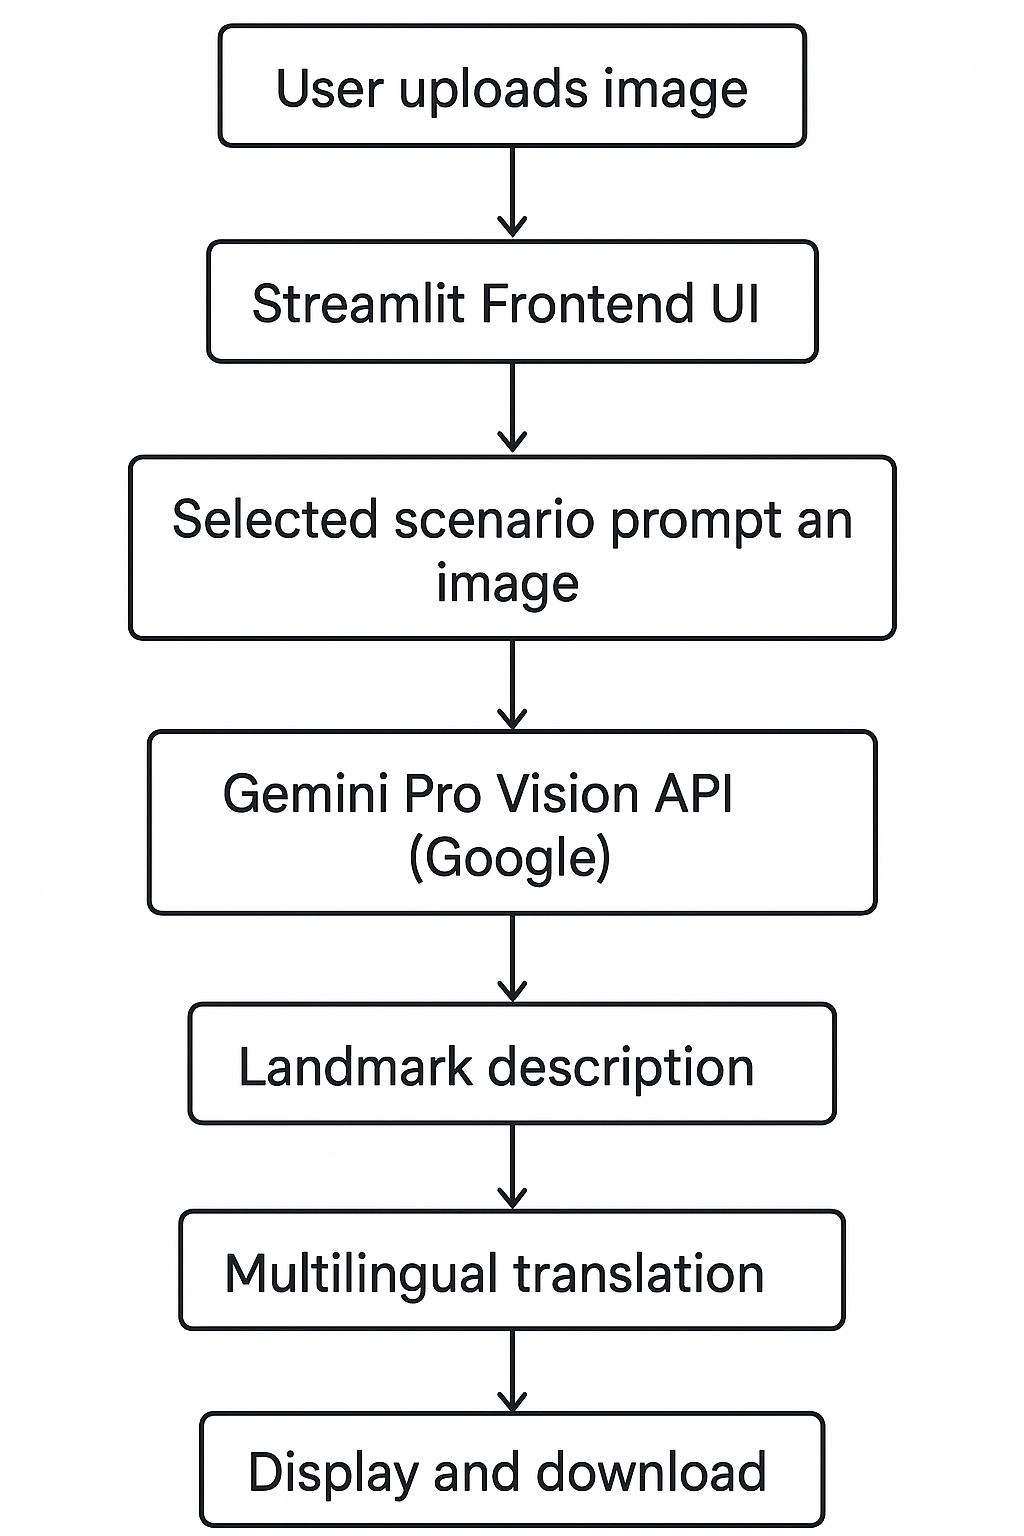 User uploads image
Streamlit Frontend UI
Selected scenario prompt an
image
Gemini Pro Vision API
(Google)
Landmark description
Multilingual translation
Display and download